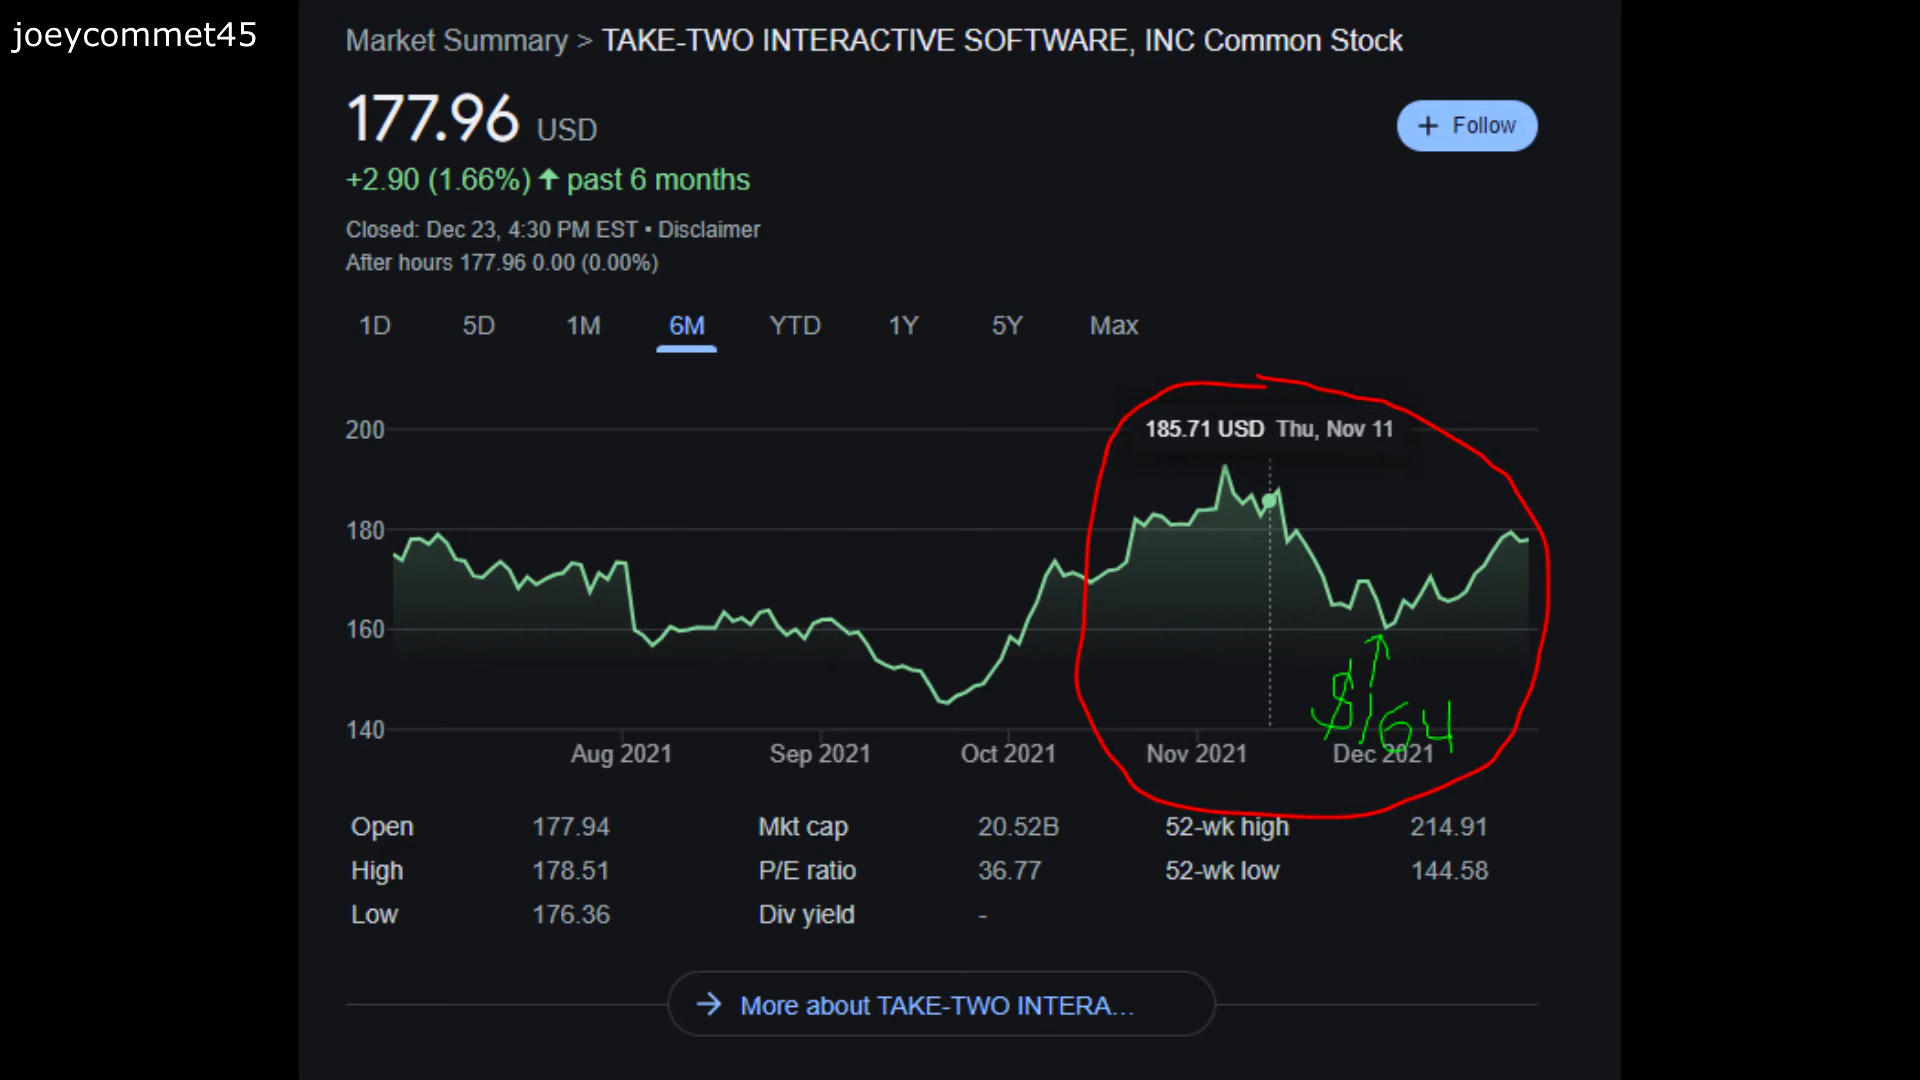 joeycommet45
Market Summary > TAKE-TWO INTERACTIVE SOFTWARE, INC Common Stock
177.96 USD
+ Follow
+2.90 (1.66%) ↑ past 6 months
Closed: Dec 23, 4:30 PM EST • Disclaimer
After hours 177.96 0.00 (0.00%)
1D 5D 1M 6M YTD 1Y 5Y Max
200
185.71 USD Thu, Nov 11
180
160
$164
140
Aug 2021 Sep 2021 Oct 2021 Nov 2021 Dec 2021
Open 177.94 Mkt cap 20.52B 52-wk high 214.91
High 178.51 P/E ratio 36.77 52-wk low 144.58
Low 176.36 Div yield -
→ More about TAKE-TWO INTERA...